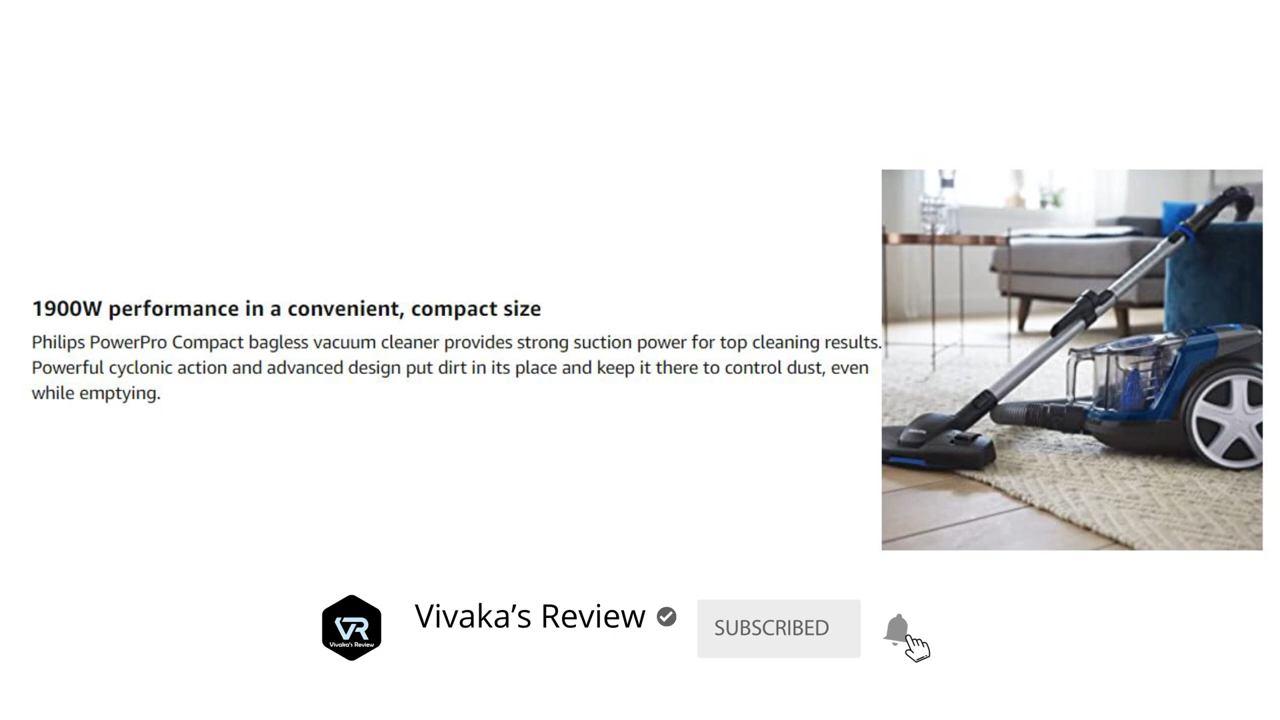 1900W performance in a convenient, compact size
Philips PowerPro Compact bagless vacuum cleaner provides strong suction power for top cleaning results.
Powerful cyclonic action and advanced design put dirt in its place and keep it there to control dust, even
while emptying.
VR
Vivaka's Review
Vivaka's Review
SUBSCRIBED